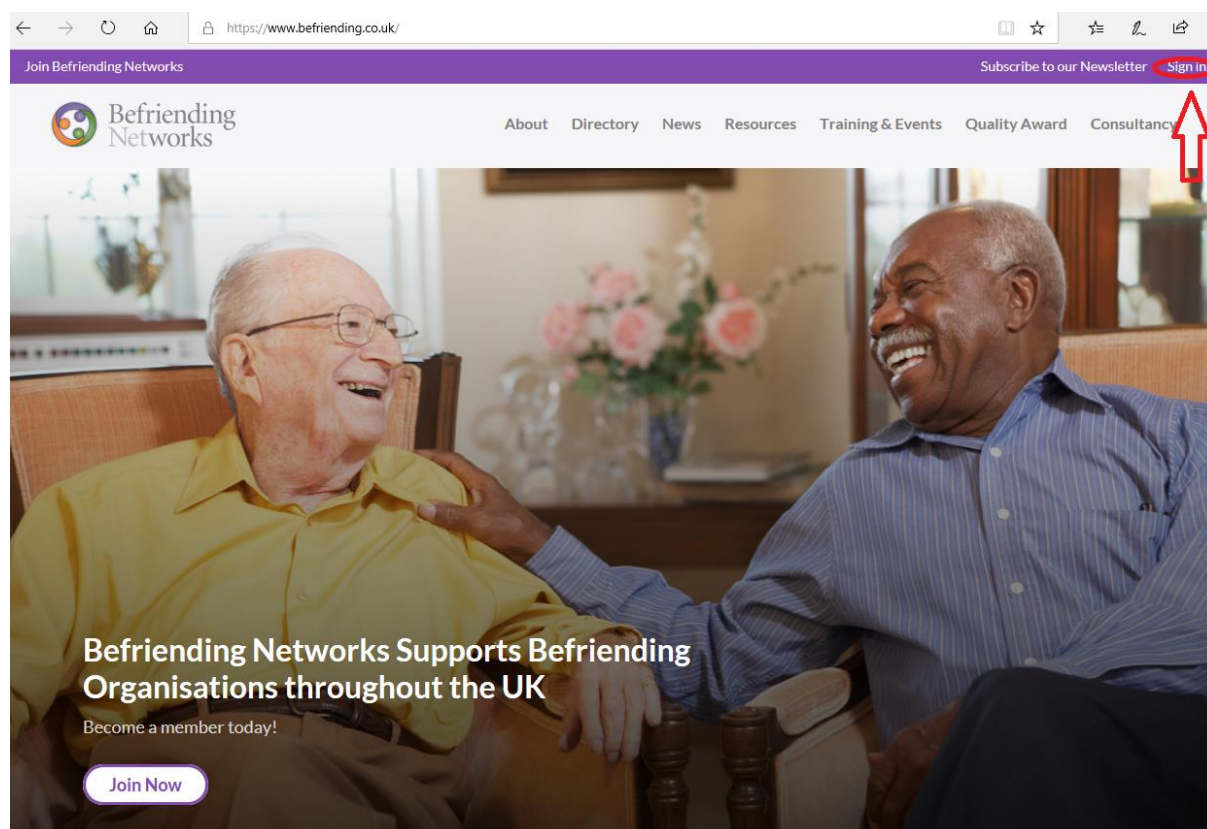 https://www.befriending.co.uk/
Join Befriending Networks
Subscribe to our Newsletter
Sign in
Befriending
Networks
About
Directory
News
Resources
Training & Events
Quality Award
Consultancy
Befriending Networks Supports Befriending
Organisations throughout the UK
Become a member today!
Join Now